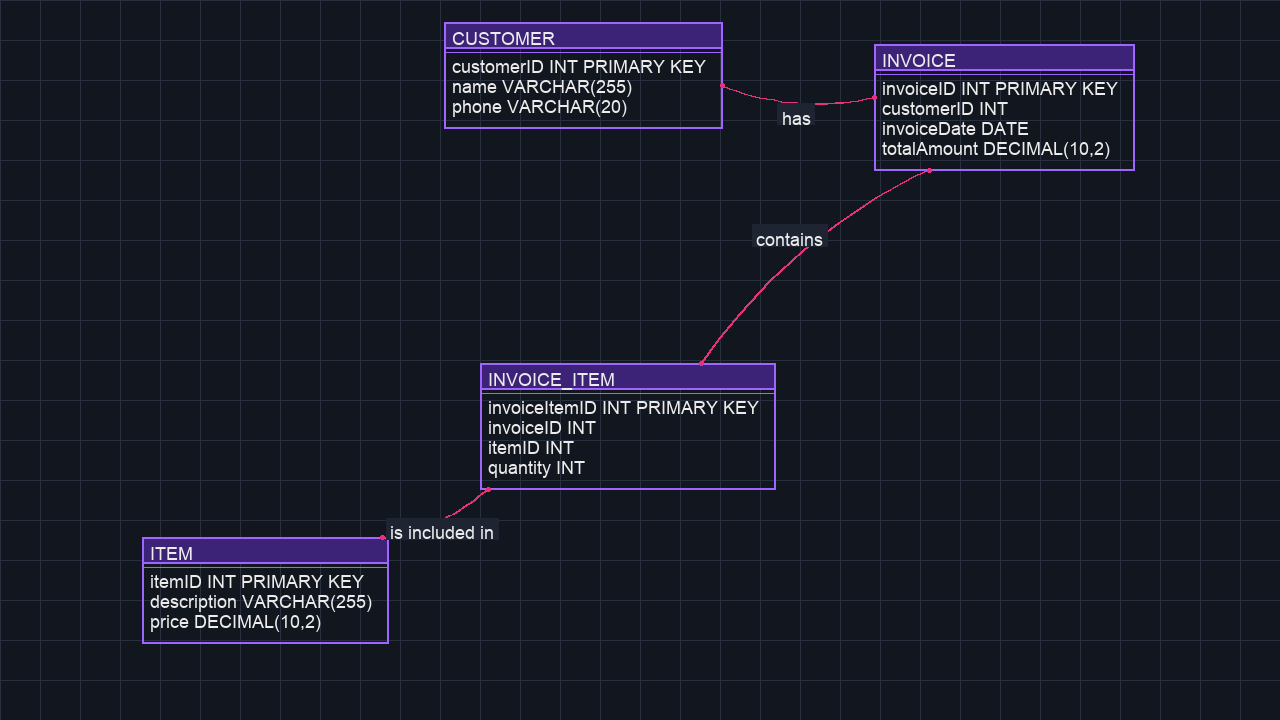 CUSTOMER
customerID INT PRIMARY KEY
name VARCHAR(255)
phone VARCHAR(20)
has
INVOICE
invoiceID INT PRIMARY KEY
customerID INT
invoiceDate DATE
totalAmount DECIMAL(10,2)
contains
INVOICE_ITEM
invoiceItemID INT PRIMARY KEY
invoiceID INT
itemID INT
quantity INT
is included in
ITEM
itemID INT PRIMARY KEY
description VARCHAR(255)
price DECIMAL(10,2)